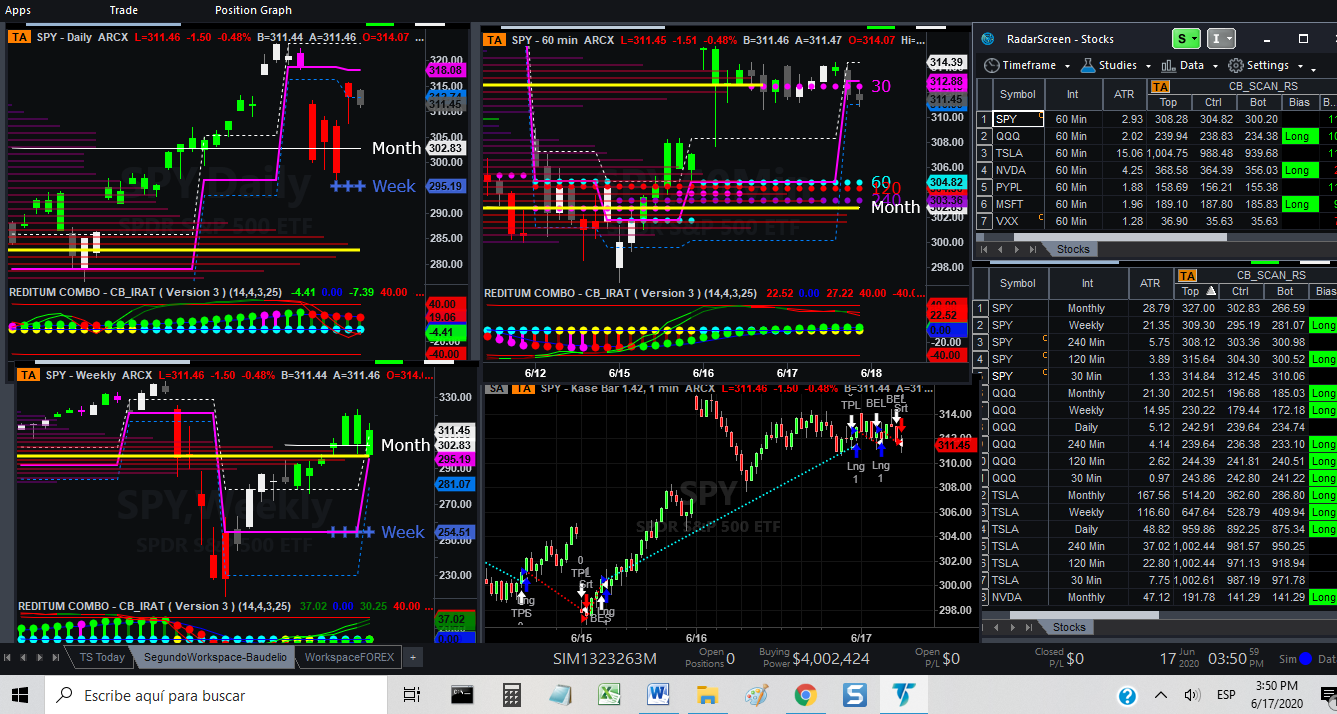 Apps Trade Position Graph
TA SPY - Daily ARCX L=311.46 -1.50 -0.48% B=311.44 A=311.46 O=314.07 ...
320.00
318.06
315.00
311.45
310.00
305.00
Month 302.83
300.00
Week 295.19
290.00
285.00
280.00
SPY, Daily
SPDR S&P 500 ETF
REDITUM COMBO - CB_IRAT ( Version 3 ) (14,4,3,25) -4.41 0.00 -7.39 40.00 ...
40.00
19.06
-4.41
-20.00
-40.00
TA SPY - 60 min ARCX L=311.45 -1.51 -0.48% B=311.46 A=311.47 O=314.07 Hi=...
314.39
312.88
30
311.45
310.00
308.00
306.00
60 304.82
120
240 303.36
Month
302.00
300.00
298.00
SPDR S&P 500 ETF
REDITUM COMBO - CB_IRAT ( Version 3 ) (14,4,3,25) 22.52 0.00 27.22 40.00 -40.0...
40.00
22.52
0.00
-20.00
-40.00
6/12 6/15 6/16 6/17 6/18
TA SPY - Weekly ARCX L=311.46 -1.50 -0.48% B=311.44 A=311.46 O=314.0...
330.00
311.45
Month 302.83
295.19
281.07
270.00
Week 254.51
250.00
230.00
SPY, Weekly
SPDR S&P 500 ETF
REDITUM COMBO - CB_IRAT ( Version 3 ) (14,4,3,25) 37.02 0.00 30.25 40.00 ...
37.02
0.00
SA TA SPY - Kase Bar 1.42, 1 min ARCX L=311.46 -1.50 -0.48% B=311.44 A=31...
TPL BEL BEL
Srt
Lng Lng
1 1
314.00
312.00
311.45
310.00
308.00
306.00
304.00
302.00
300.00
298.00
SPY
SPDR S&P 500 ETF
0
TPL
Srt
Lng
TPS
BES
Lng
6/15 6/16 6/17
RadarScreen - Stocks S I
Timeframe Studies Data Settings
Symbol Int ATR TA CB_SCAN_RS
Top Ctrl Bot Bias B...
1 SPY 60 Min 2.93 308.28 304.82 300.20
2 QQQ 60 Min 2.02 239.94 238.83 234.38 Long
3 TSLA 60 Min 15.06 1,004.75 988.48 939.68
4 NVDA 60 Min 4.25 368.58 364.39 356.03 Long
5 PYPL 60 Min 1.88 158.69 156.21 155.38
6 MSFT 60 Min 1.96 189.10 187.80 185.83 Long
7 VXX 60 Min 1.28 36.90 35.63 35.63
Stocks
Symbol Int ATR TA CB_SCAN_RS
Top Ctrl Bot Bias
1 SPY Monthly 28.79 327.00 302.83 266.59
2 SPY Weekly 21.35 309.30 295.19 281.07 Long
3 SPY 240 Min 5.75 308.12 303.36 300.98
4 SPY 120 Min 3.89 315.64 304.30 300.52 Long
SPY 30 Min 1.33 314.84 312.45 310.06
QQQ Monthly 21.30 202.51 196.68 185.03 Long
QQQ Weekly 14.95 230.22 179.44 172.18 Long
QQQ Daily 5.12 242.91 239.64 234.74
QQQ 240 Min 4.14 239.64 236.38 233.10 Long
QQQ 120 Min 2.62 244.39 241.81 240.51 Long
QQQ 30 Min 0.97 243.86 242.80 241.22 Long
TSLA Monthly 167.56 514.20 362.60 286.80 Long
TSLA Weekly 116.60 647.64 528.79 409.94 Long
TSLA Daily 48.82 959.86 892.25 875.34 Long
TSLA 240 Min 37.02 1,002.44 981.57 950.25
TSLA 120 Min 22.80 1,002.44 971.13 918.94
TSLA 30 Min 7.75 1,002.61 987.19 971.78
NVDA Monthly 47.12 191.78 141.29 141.29 Long
Stocks
TS Today SegundoWorkspace-Baudelio WorkspaceFOREX +
SIM1323263M Open Positions 0 Buying Power $4,002,424 Open P/L $0 Closed P/L $0 17 Jun 2020 03:50 59 PM Sim Dat
Escribe aquí para buscar
ESP
3:50 PM
6/17/2020